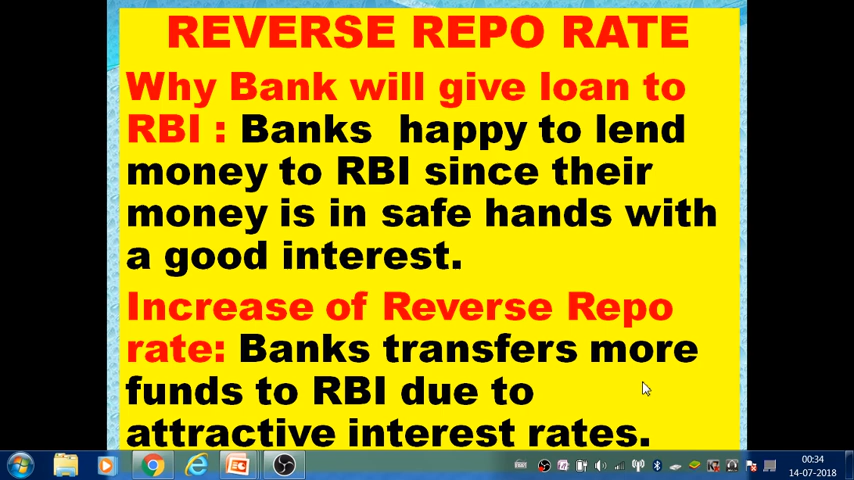 REVERSE REPO RATE
Why Bank will give loan to
RBI : Banks happy to lend
money to RBI since their
money is in safe hands with
a good interest.
Increase of Reverse Repo
rate: Banks transfers more
funds to RBI due to
attractive interest rates.
00:34
14-07-2018